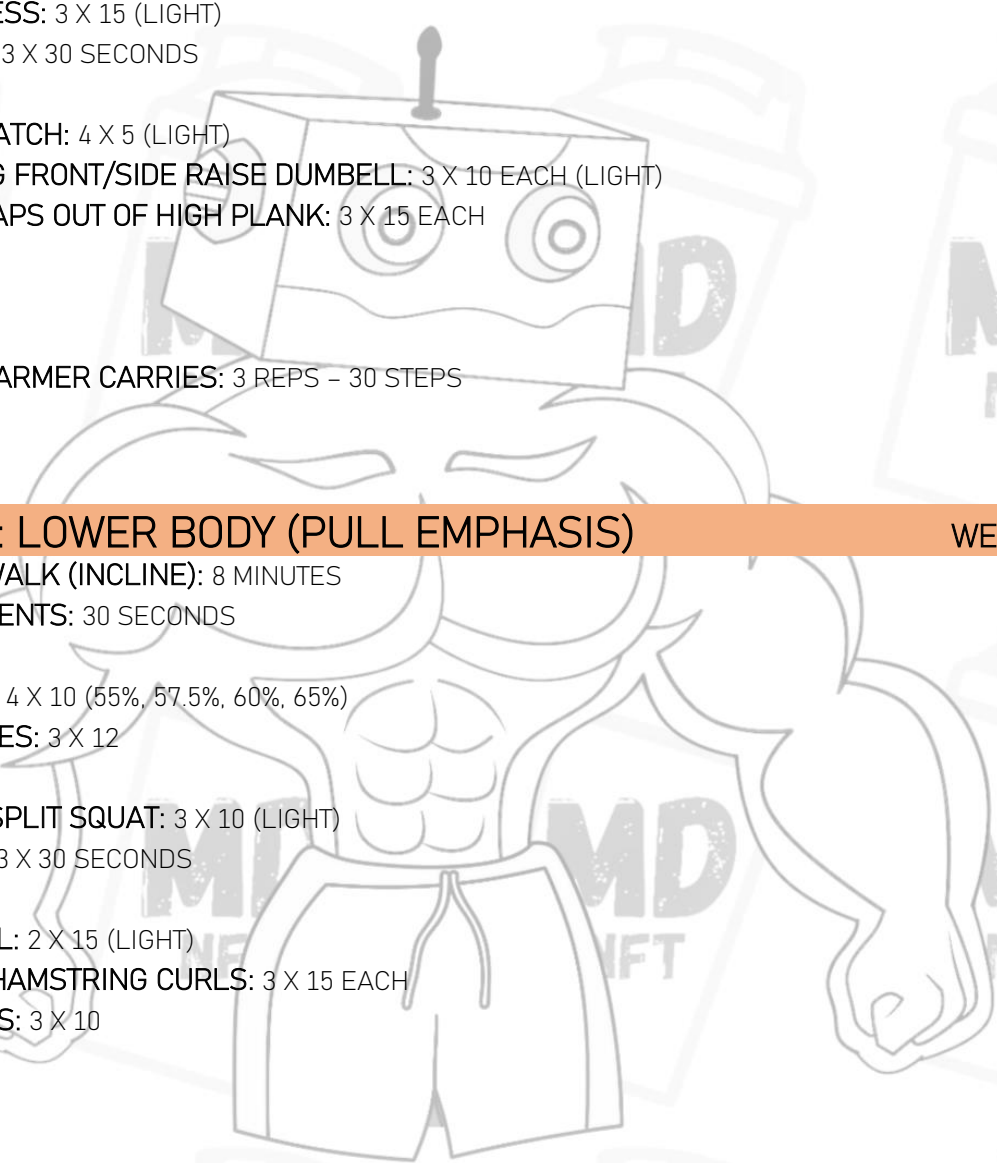 ESS: 3 X 15 (LIGHT)
3 X 30 SECONDS
ATCH: 4 X 5 (LIGHT)
G FRONT/SIDE RAISE DUMBELL: 3 X 10 EACH (LIGHT)
APS OUT OF HIGH PLANK: 3 X 15 EACH
ARMER CARRIES: 3 REPS – 30 STEPS
: LOWER BODY (PULL EMPHASIS) WE
WALK (INCLINE): 8 MINUTES
ENTS: 30 SECONDS
4 X 10 (55%, 57.5%, 60%, 65%)
ES: 3 X 12
SPLIT SQUAT: 3 X 10 (LIGHT)
3 X 30 SECONDS
L: 2 X 15 (LIGHT)
HAMSTRING CURLS: 3 X 15 EACH
S: 3 X 10